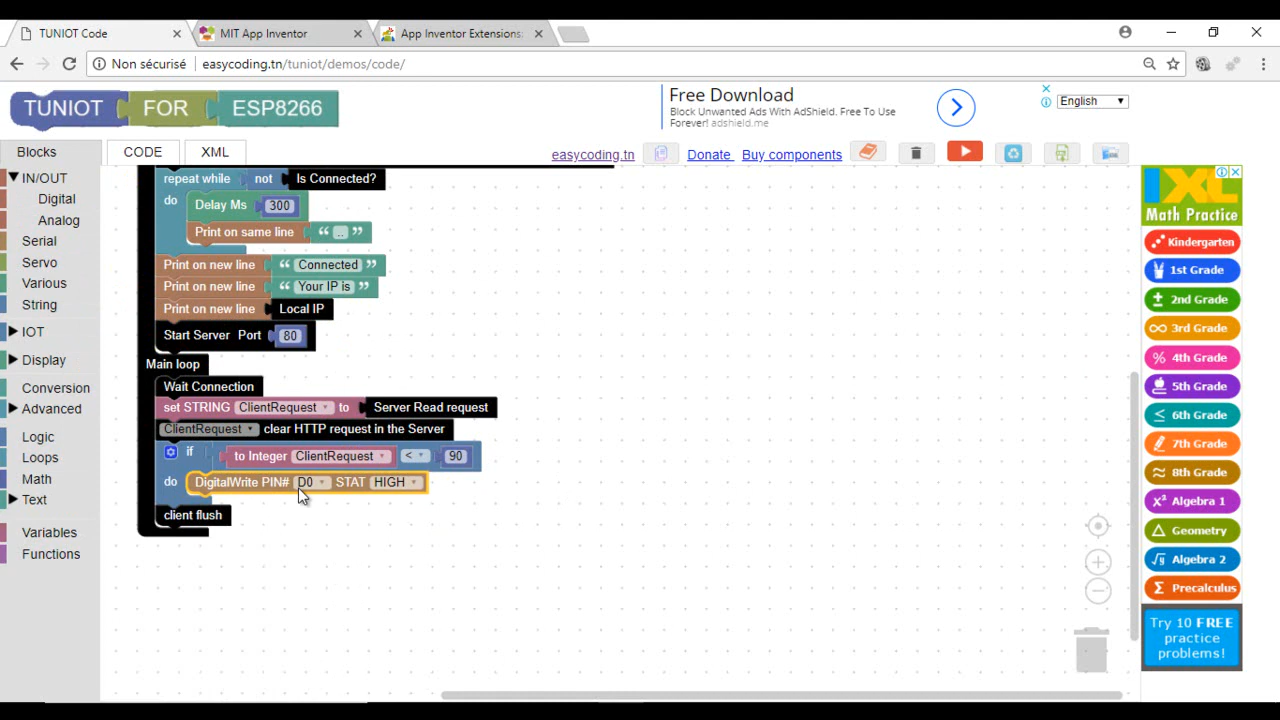 TUNIOT Code
MIT App Inventor
App Inventor Extensions:
Non sécurisé easycoding.tn/tuniot/demos/code/
TUNIOT FOR ESP8266
Free Download
Block Unwanted Ads With AdShield. Free To Use
Forever! adshield.me
English
Blocks CODE XML
easycoding.tn Donate Buy components
IN/OUT
Digital
Analog
Serial
Servo
Various
String
IOT
Display
Conversion
Advanced
Logic
Loops
Math
Text
Variables
Functions
repeat while not Is Connected?
do Delay Ms 300
Print on same line “ .. ”
Print on new line “ Connected ”
Print on new line “ Your IP is ”
Print on new line Local IP
Start Server Port 80
Main loop
Wait Connection
set STRING ClientRequest to Server Read request
ClientRequest clear HTTP request in the Server
if to Integer ClientRequest < 90
do DigitalWrite PIN# D0 STAT HIGH
client flush
IXL
Math Practice
Kindergarten
1st Grade
2nd Grade
3rd Grade
4th Grade
5th Grade
6th Grade
7th Grade
8th Grade
Algebra 1
Geometry
Algebra 2
Precalculus
Try 10 FREE
practice
problems!